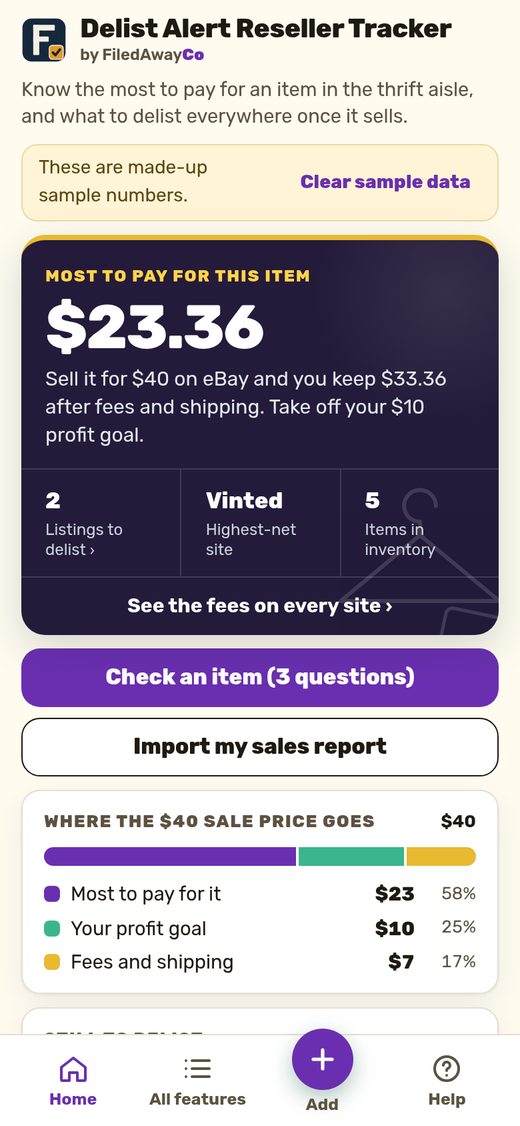 Delist Alert Reseller Tracker
by FiledAwayCo
Know the most to pay for an item in the thrift aisle,
and what to delist everywhere once it sells.
These are made-up
sample numbers.
Clear sample data
MOST TO PAY FOR THIS ITEM
$23.36
Sell it for $40 on eBay and you keep $33.36
after fees and shipping. Take off your $10
profit goal.
2
Listings to
delist ›
Vinted
Highest-net
site
5
Items in
inventory
See the fees on every site ›
Check an item (3 questions)
Import my sales report
WHERE THE $40 SALE PRICE GOES $40
Most to pay for it $23 58%
Your profit goal $10 25%
Fees and shipping $7 17%
Home
All features
Add
Help